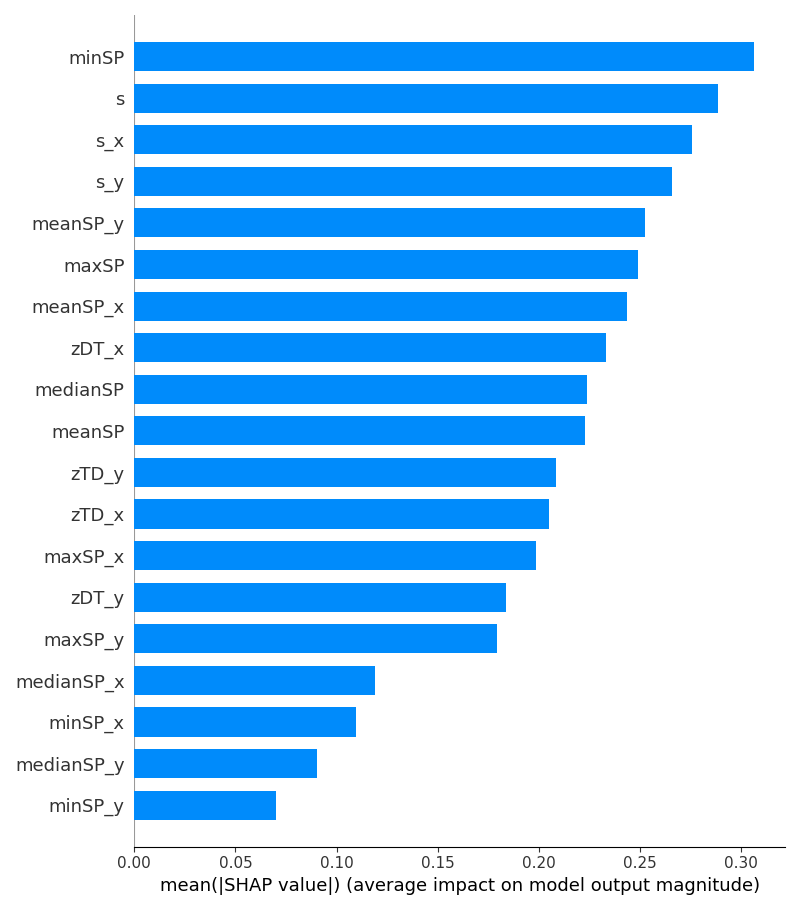 minSP
s
s_x
s_y
meanSP_y
maxSP
meanSP_x
zDT_x
medianSP
meanSP
zTD_y
zTD_x
maxSP_x
zDT_y
maxSP_y
medianSP_x
minSP_x
medianSP_y
minSP_y
0.00 0.05 0.10 0.15 0.20 0.25 0.30
mean(|SHAP value|) (average impact on model output magnitude)